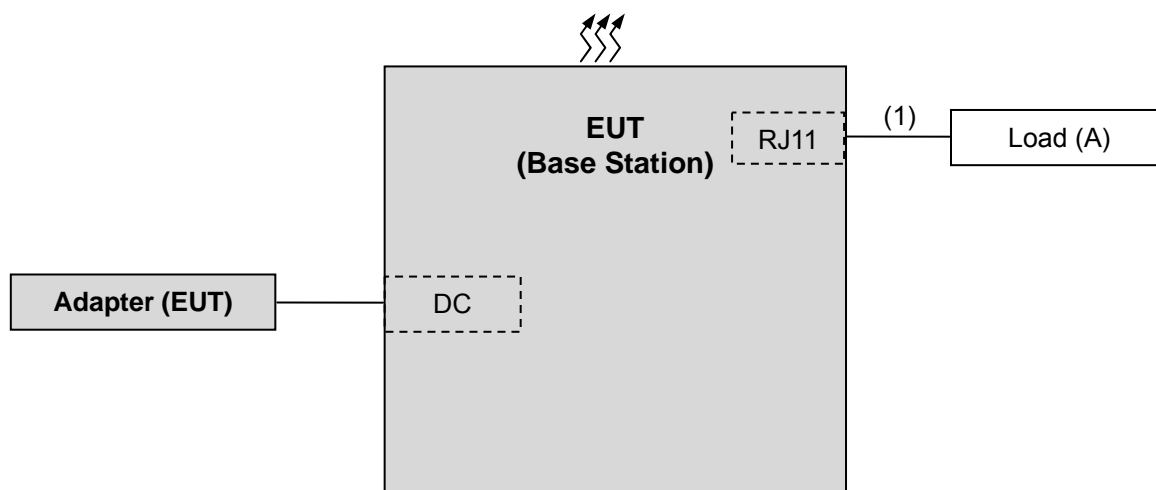 EUT
(Base Station)
RJ11
(1)
Load (A)
Adapter (EUT)
DC